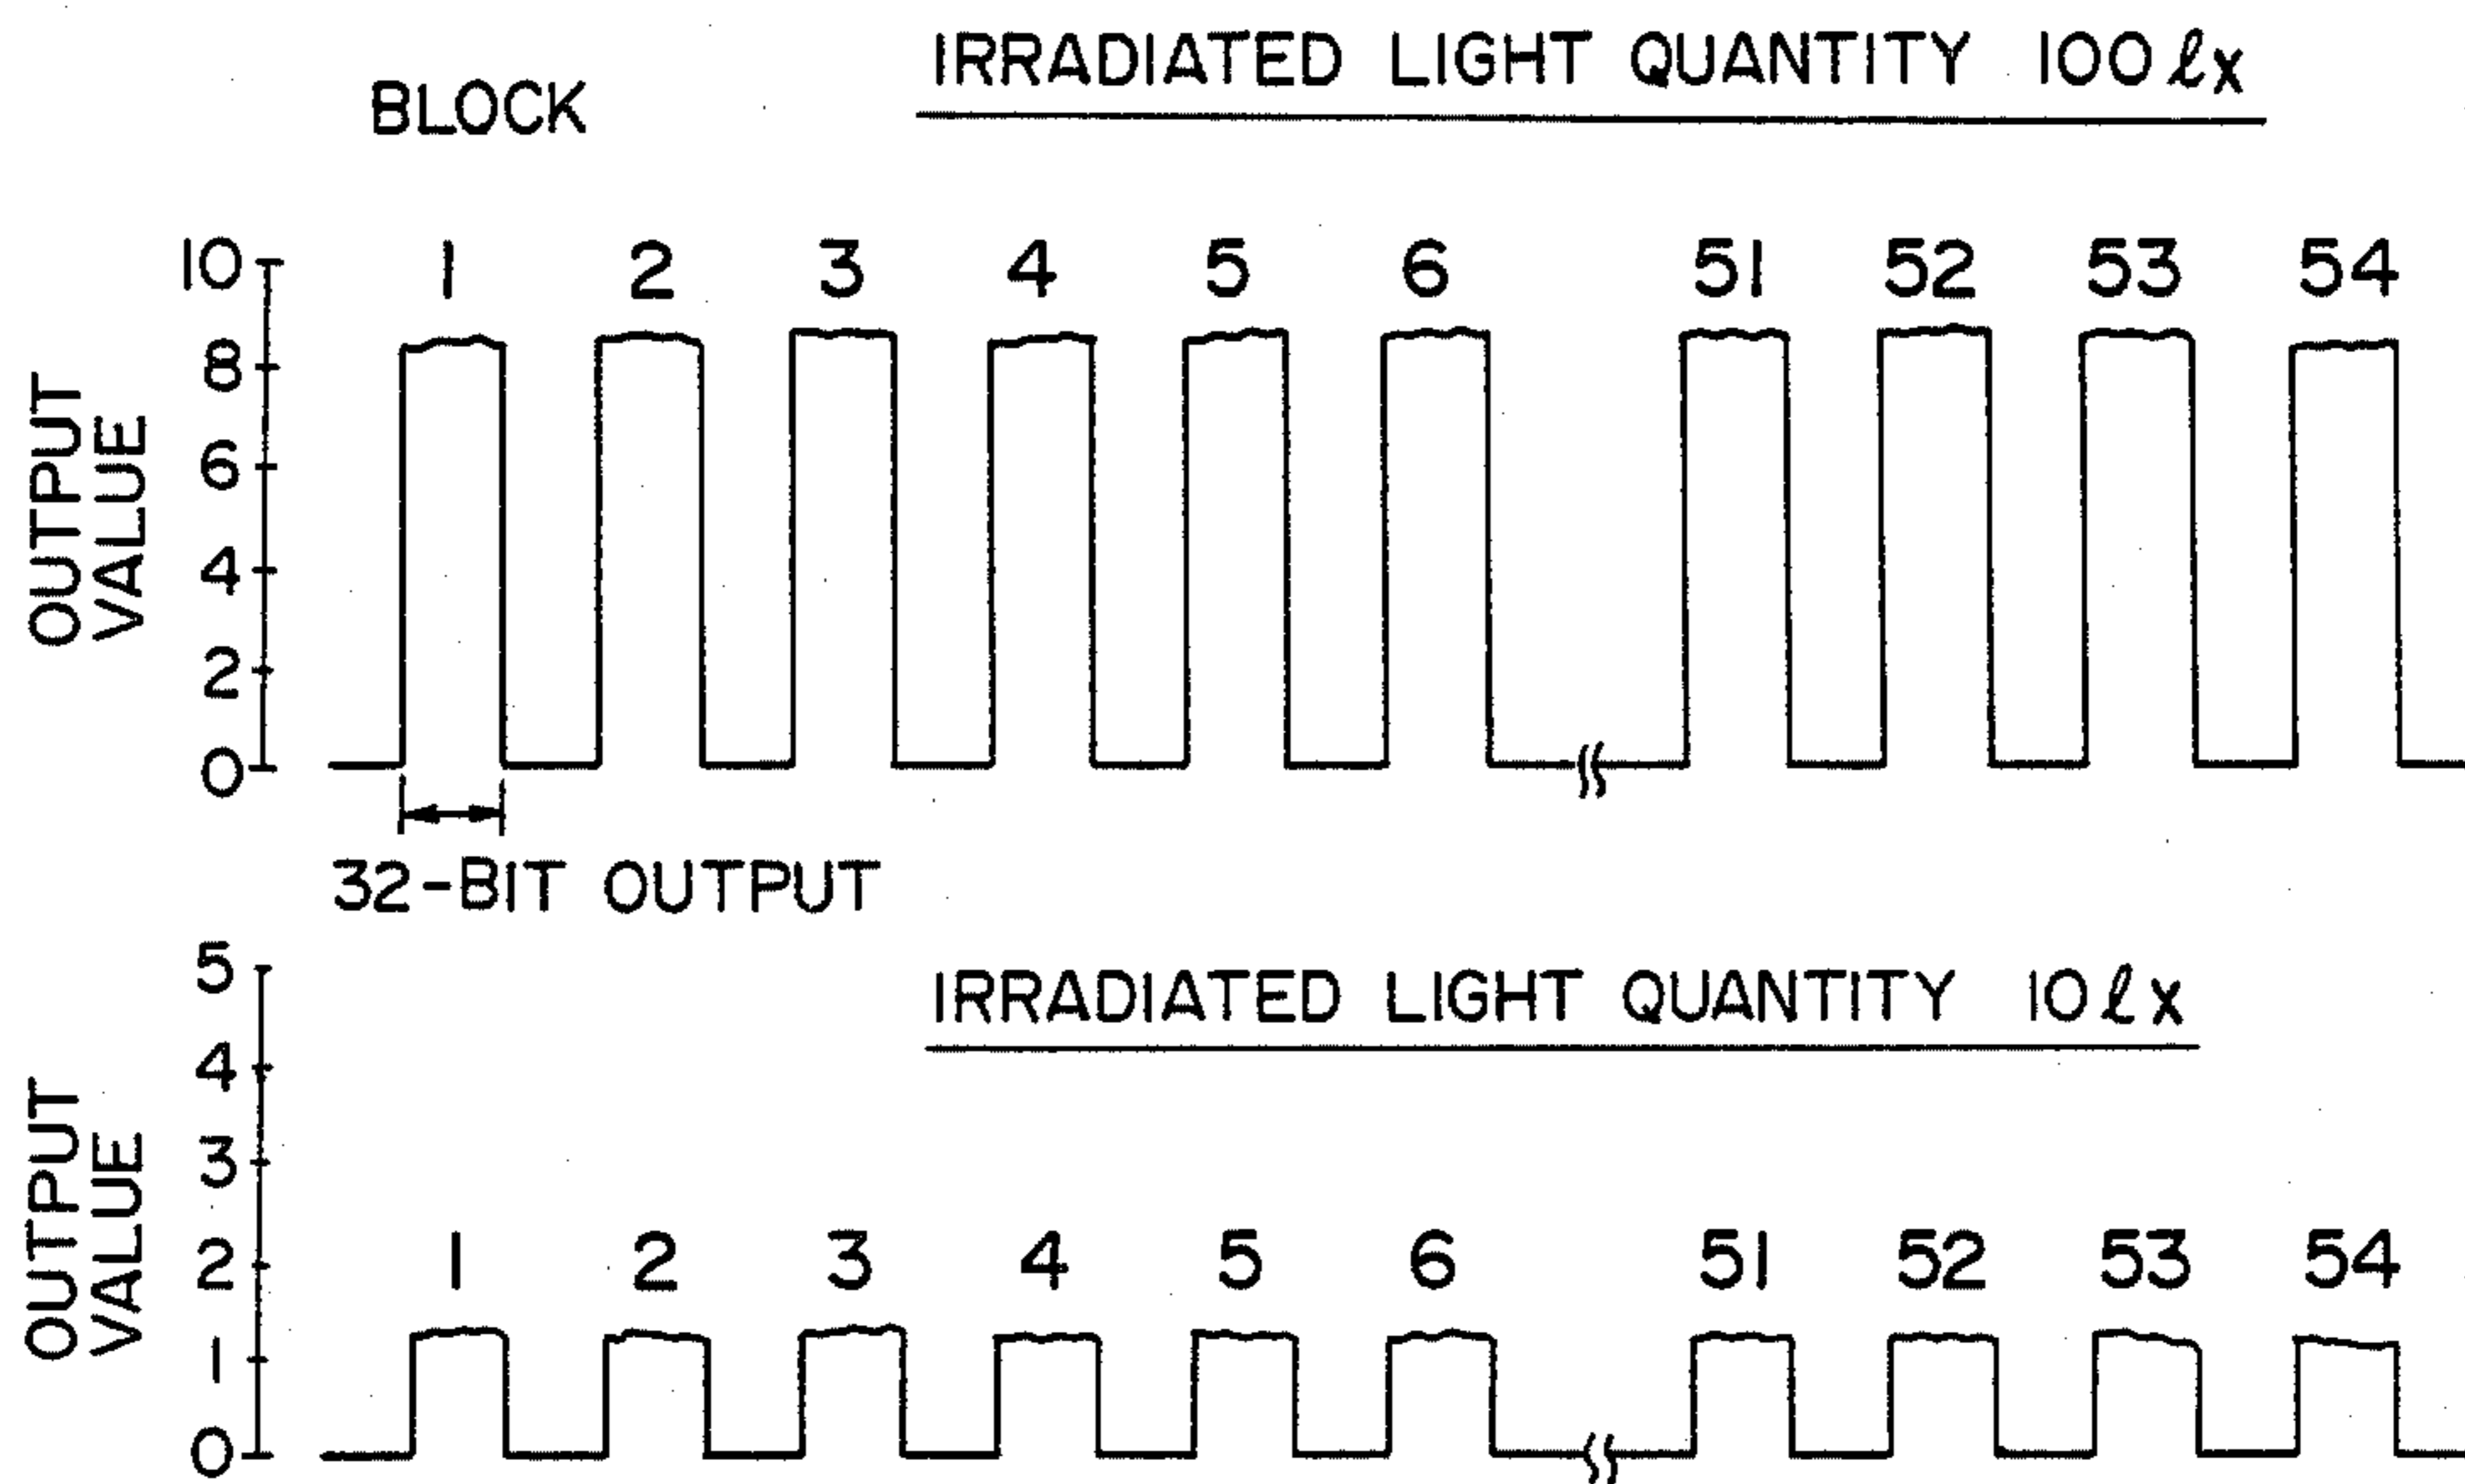 IRRADIATED LIGHT QUANTITY 100 ℓx
BLOCK
10
1 2 3 4 5 6 51 52 53 54
8
6
4
2
0
OUTPUT
VALUE
32-BIT OUTPUT
IRRADIATED LIGHT QUANTITY 10 ℓx
5
4
3
2
1
0
1 2 3 4 5 6 51 52 53 54
OUTPUT
VALUE